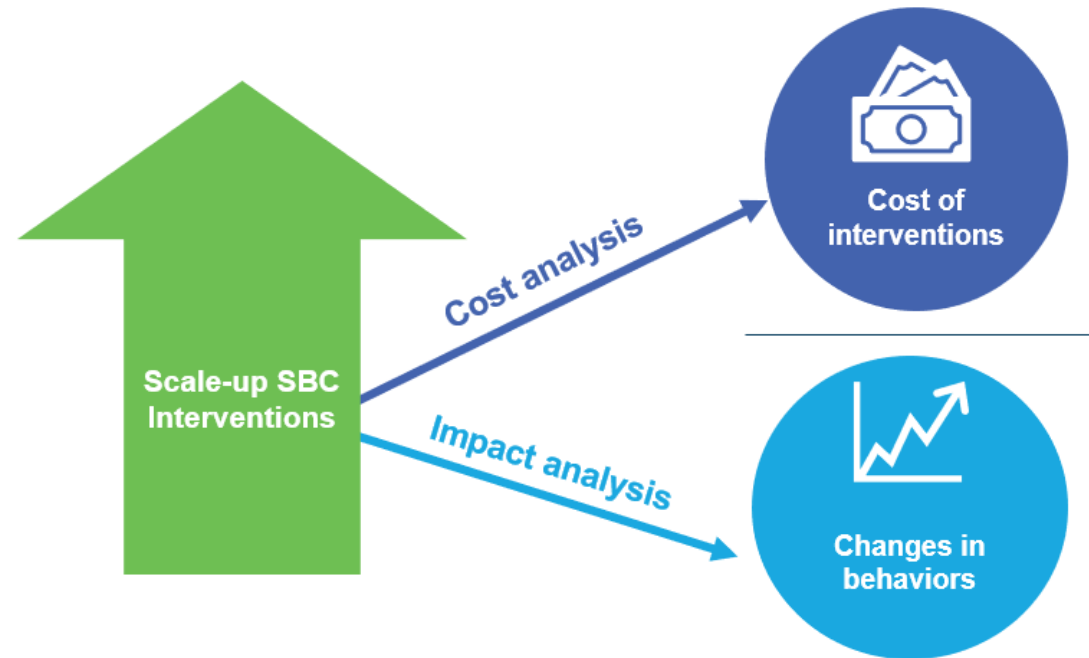 Scale-up SBC
Interventions
Cost analysis
Impact analysis
Cost of
interventions
Changes in
behaviors